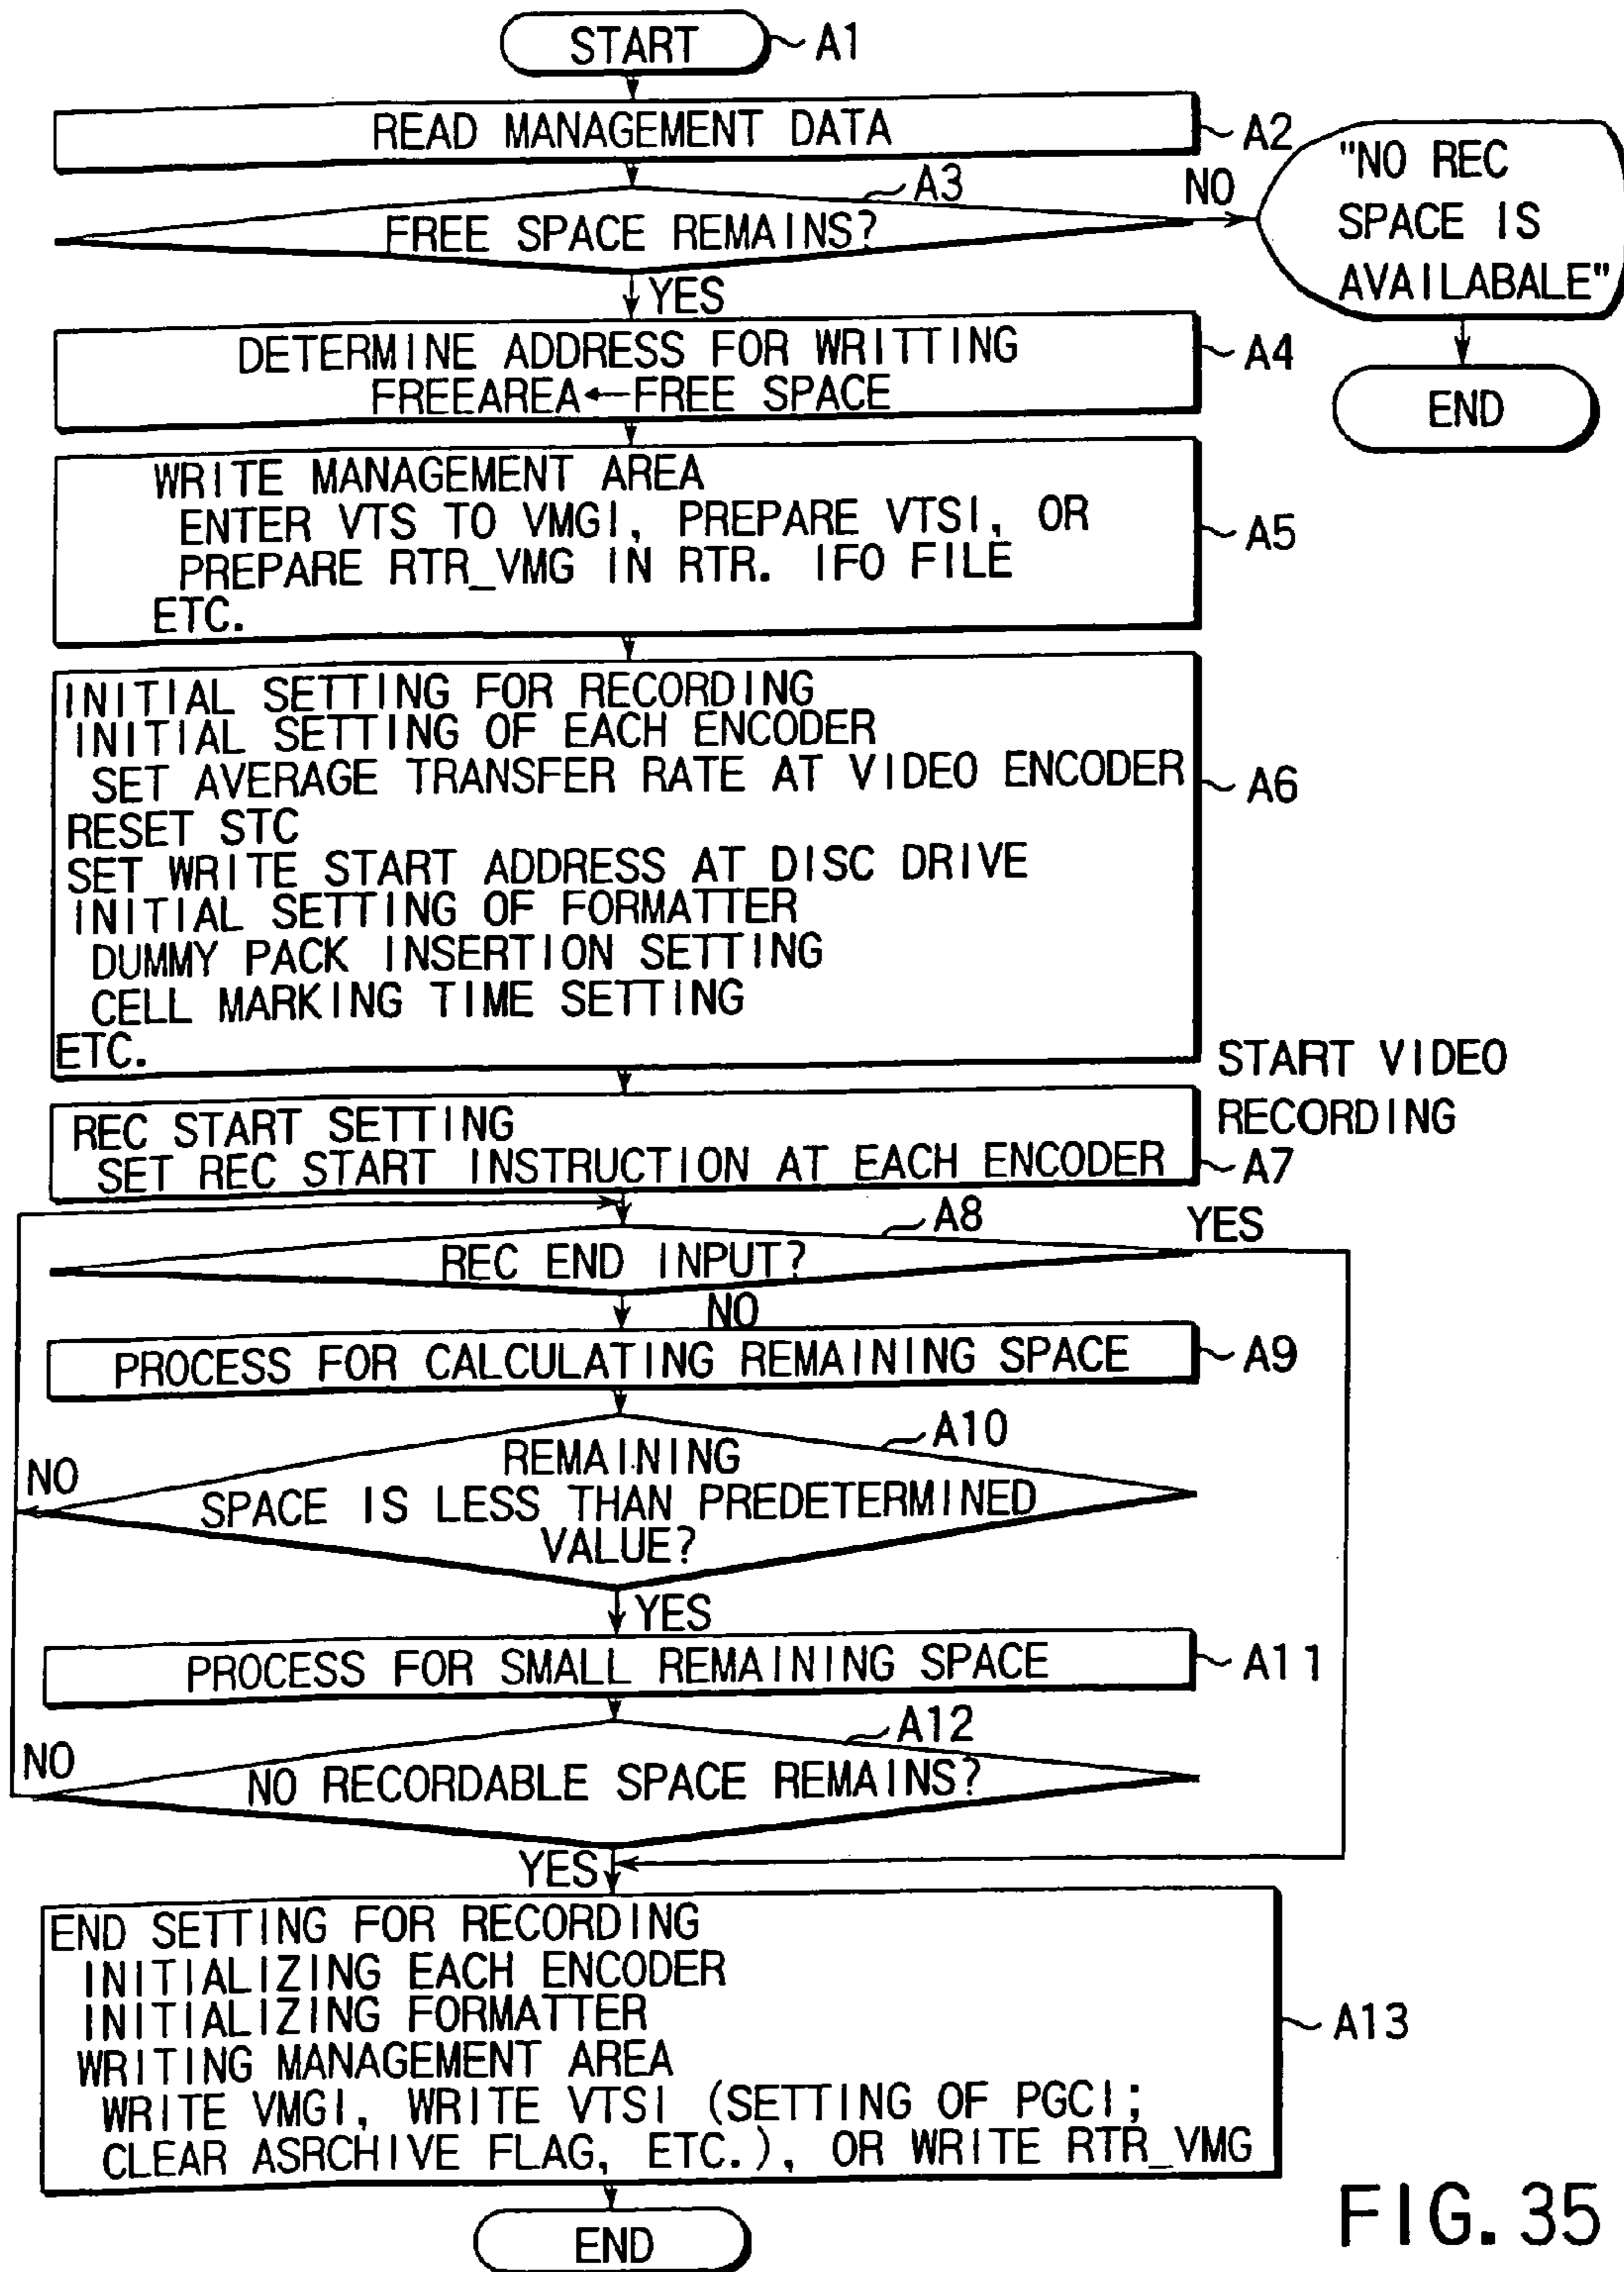 START
A1
READ MANAGEMENT DATA
A2
A3
FREE SPACE REMAINS?
NO
"NO REC
SPACE IS
AVAILABALE"
END
YES
DETERMINE ADDRESS FOR WRITTING
FREEAREA←FREE SPACE
A4
WRITE MANAGEMENT AREA
ENTER VTS TO VMGI, PREPARE VTSI, OR
PREPARE RTR_VMG IN RTR. IFO FILE
ETC.
A5
INITIAL SETTING FOR RECORDING
INITIAL SETTING OF EACH ENCODER
SET AVERAGE TRANSFER RATE AT VIDEO ENCODER
RESET STC
SET WRITE START ADDRESS AT DISC DRIVE
INITIAL SETTING OF FORMATTER
DUMMY PACK INSERTION SETTING
CELL MARKING TIME SETTING
ETC.
A6
START VIDEO
RECORDING
REC START SETTING
SET REC START INSTRUCTION AT EACH ENCODER
A7
A8
REC END INPUT?
YES
NO
PROCESS FOR CALCULATING REMAINING SPACE
A9
A10
REMAINING
SPACE IS LESS THAN PREDETERMINED
VALUE?
NO
YES
PROCESS FOR SMALL REMAINING SPACE
A11
A12
NO RECORDABLE SPACE REMAINS?
NO
YES
END SETTING FOR RECORDING
INITIALIZING EACH ENCODER
INITIALIZING FORMATTER
WRITING MANAGEMENT AREA
WRITE VMGI, WRITE VTSI (SETTING OF PGCI;
CLEAR ASRCHIVE FLAG, ETC.), OR WRITE RTR_VMG
A13
END
FIG. 35